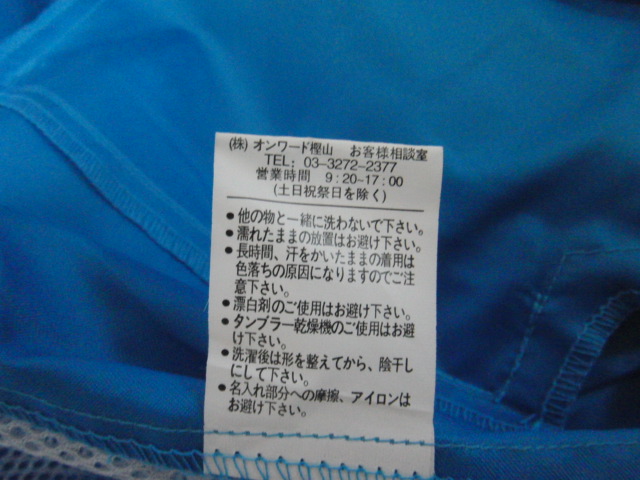 (株) オンワード樫山 お客様相談室
TEL: 03-3272-2377
営業時間 9:20~17:00
(土日祝祭日を除く)
●他の物と一緒に洗わないで下さい。
●濡れたままの放置はお避け下さい。
●長時間、汗をかいたままの着用は
色落ちの原因になりますのでご注
意下さい。
●漂白剤のご使用はお避け下さい。
●タンブラー乾燥機のご使用はお避
け下さい。
●洗濯後は形を整えてから、陰干し
にして下さい。
●名入れ部分への摩擦、アイロンは
お避け下さい。